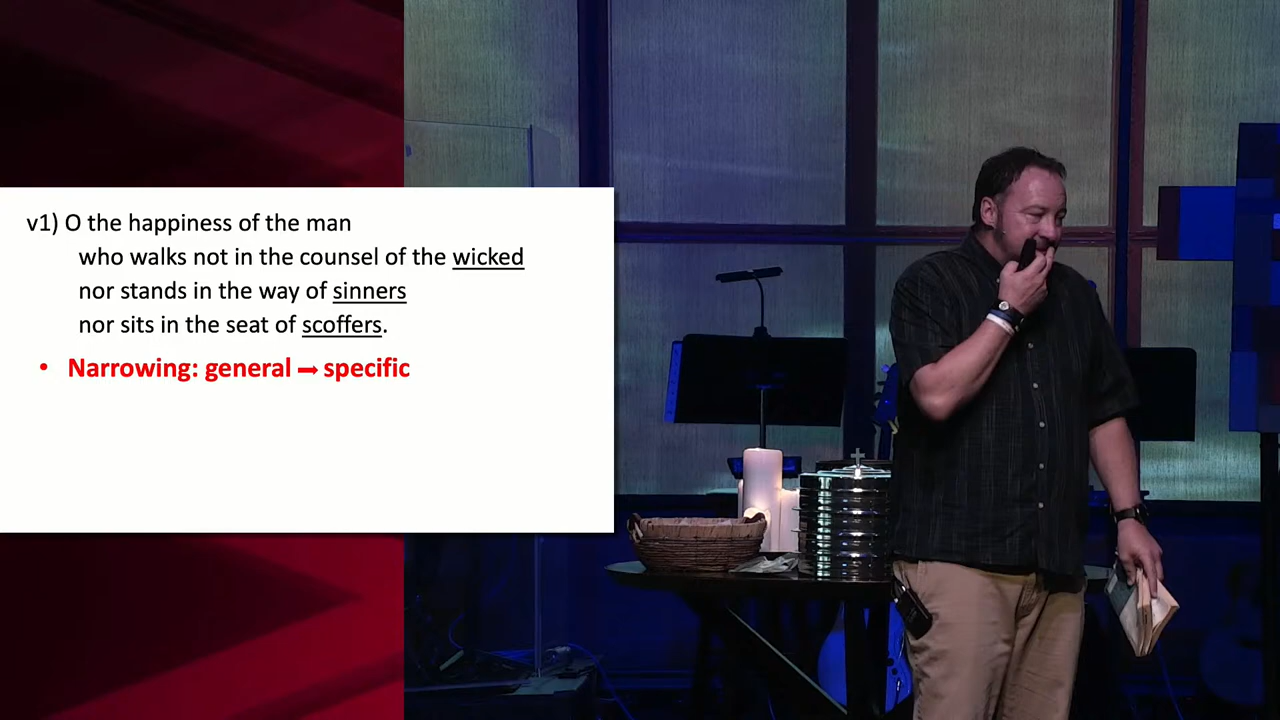 v1) O the happiness of the man
who walks not in the counsel of the wicked
nor stands in the way of sinners
nor sits in the seat of scoffers.
• Narrowing: general ➞ specific